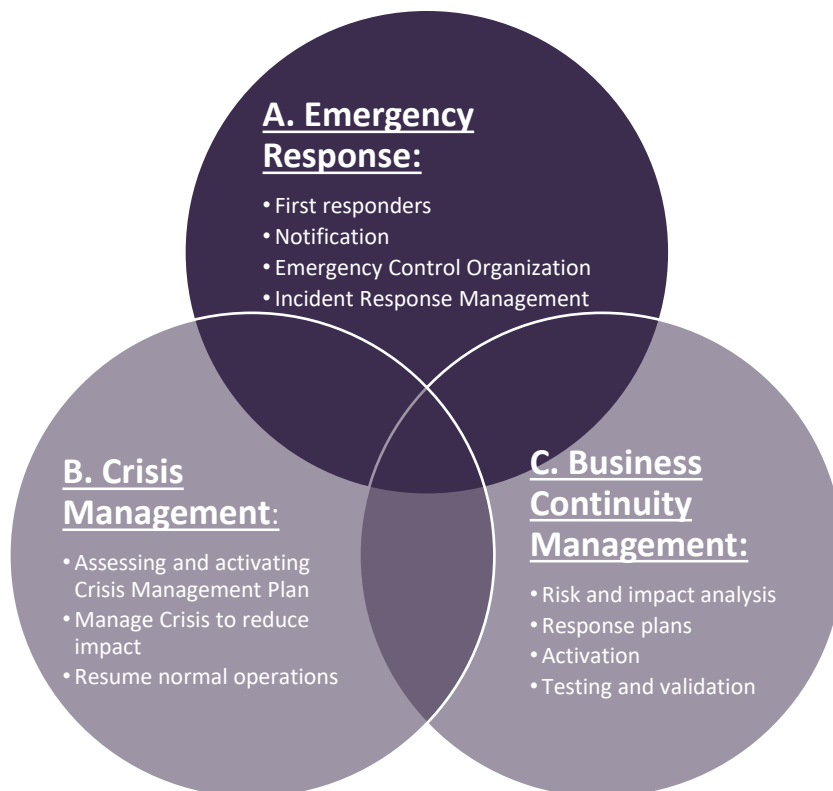 A. Emergency
Response:
• First responders
• Notification
• Emergency Control Organization
• Incident Response Management
B. Crisis
Management:
• Assessing and activating
Crisis Management Plan
• Manage Crisis to reduce
impact
• Resume normal operations
C. Business
Continuity
Management:
• Risk and impact analysis
• Response plans
• Activation
• Testing and validation